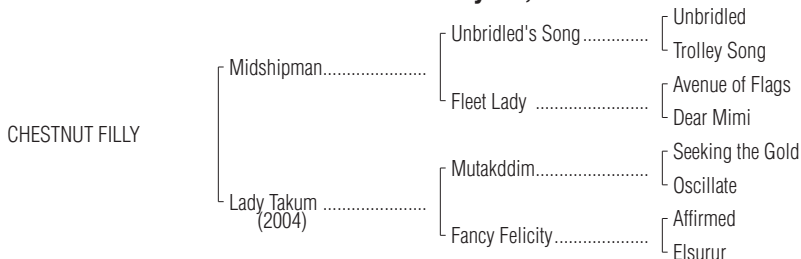 Unbridled
Unbridled's Song..............
Trolley Song
Midshipman......................
Avenue of Flags
Fleet Lady ........................
Dear Mimi
CHESTNUT FILLY
Seeking the Gold
Mutakddim........................
Oscillate
Lady Takum ......................
(2004)
Affirmed
Fancy Felicity....................
Elsurur